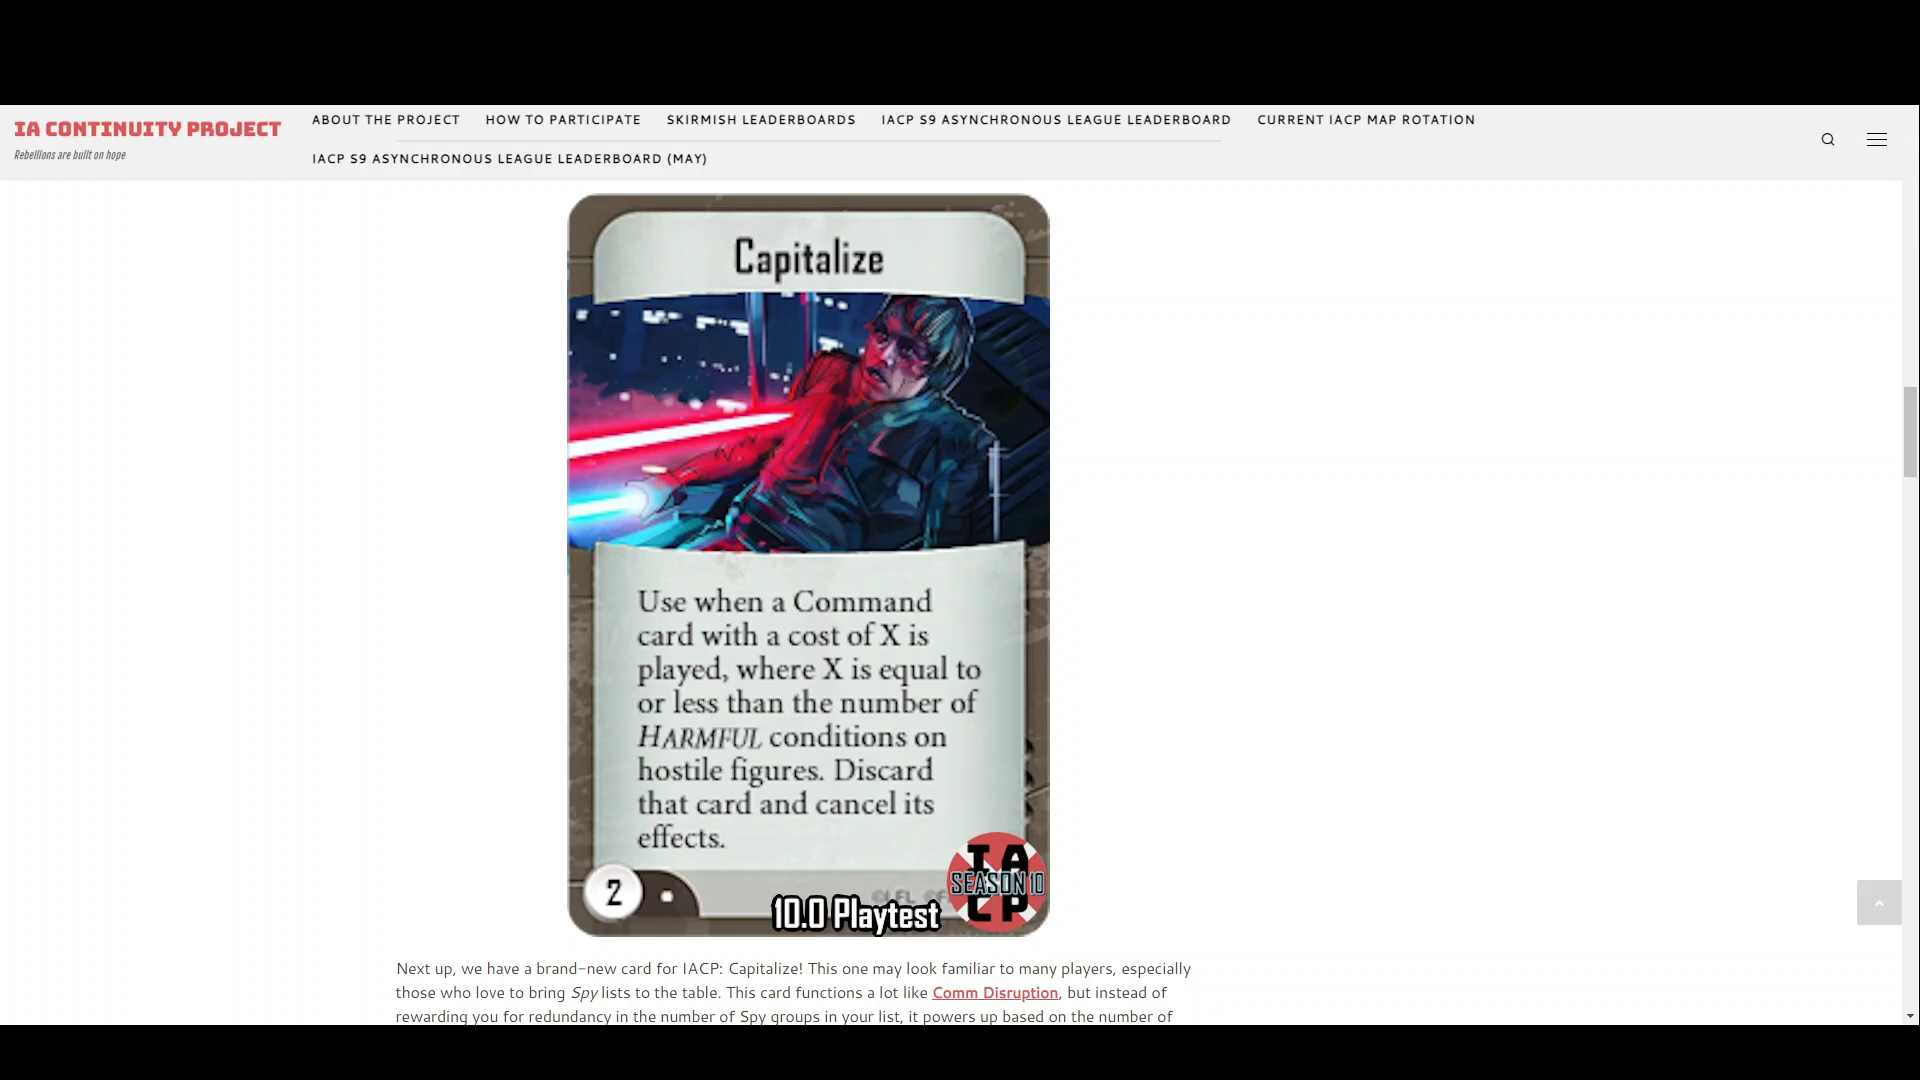 IA CONTINUITY PROJECT
Rebellions are built on hope
ABOUT THE PROJECT HOW TO PARTICIPATE SKIRMISH LEADERBOARDS IACP S9 ASYNCHRONOUS LEAGUE LEADERBOARD CURRENT IACP MAP ROTATION
IACP S9 ASYNCHRONOUS LEAGUE LEADERBOARD (MAY)
Capitalize
Use when a Command
card with a cost of X is
played, where X is equal to
or less than the number of
HARMFUL conditions on
hostile figures. Discard
that card and cancel its
effects.
2
10.0 Playtest
IA
SEASON 10
CP
Next up, we have a brand-new card for IACP: Capitalize! This one may look familiar to many players, especially
those who love to bring Spy lists to the table. This card functions a lot like Comm Disruption, but instead of
rewarding you for redundancy in the number of Spy groups in your list, it powers up based on the number of